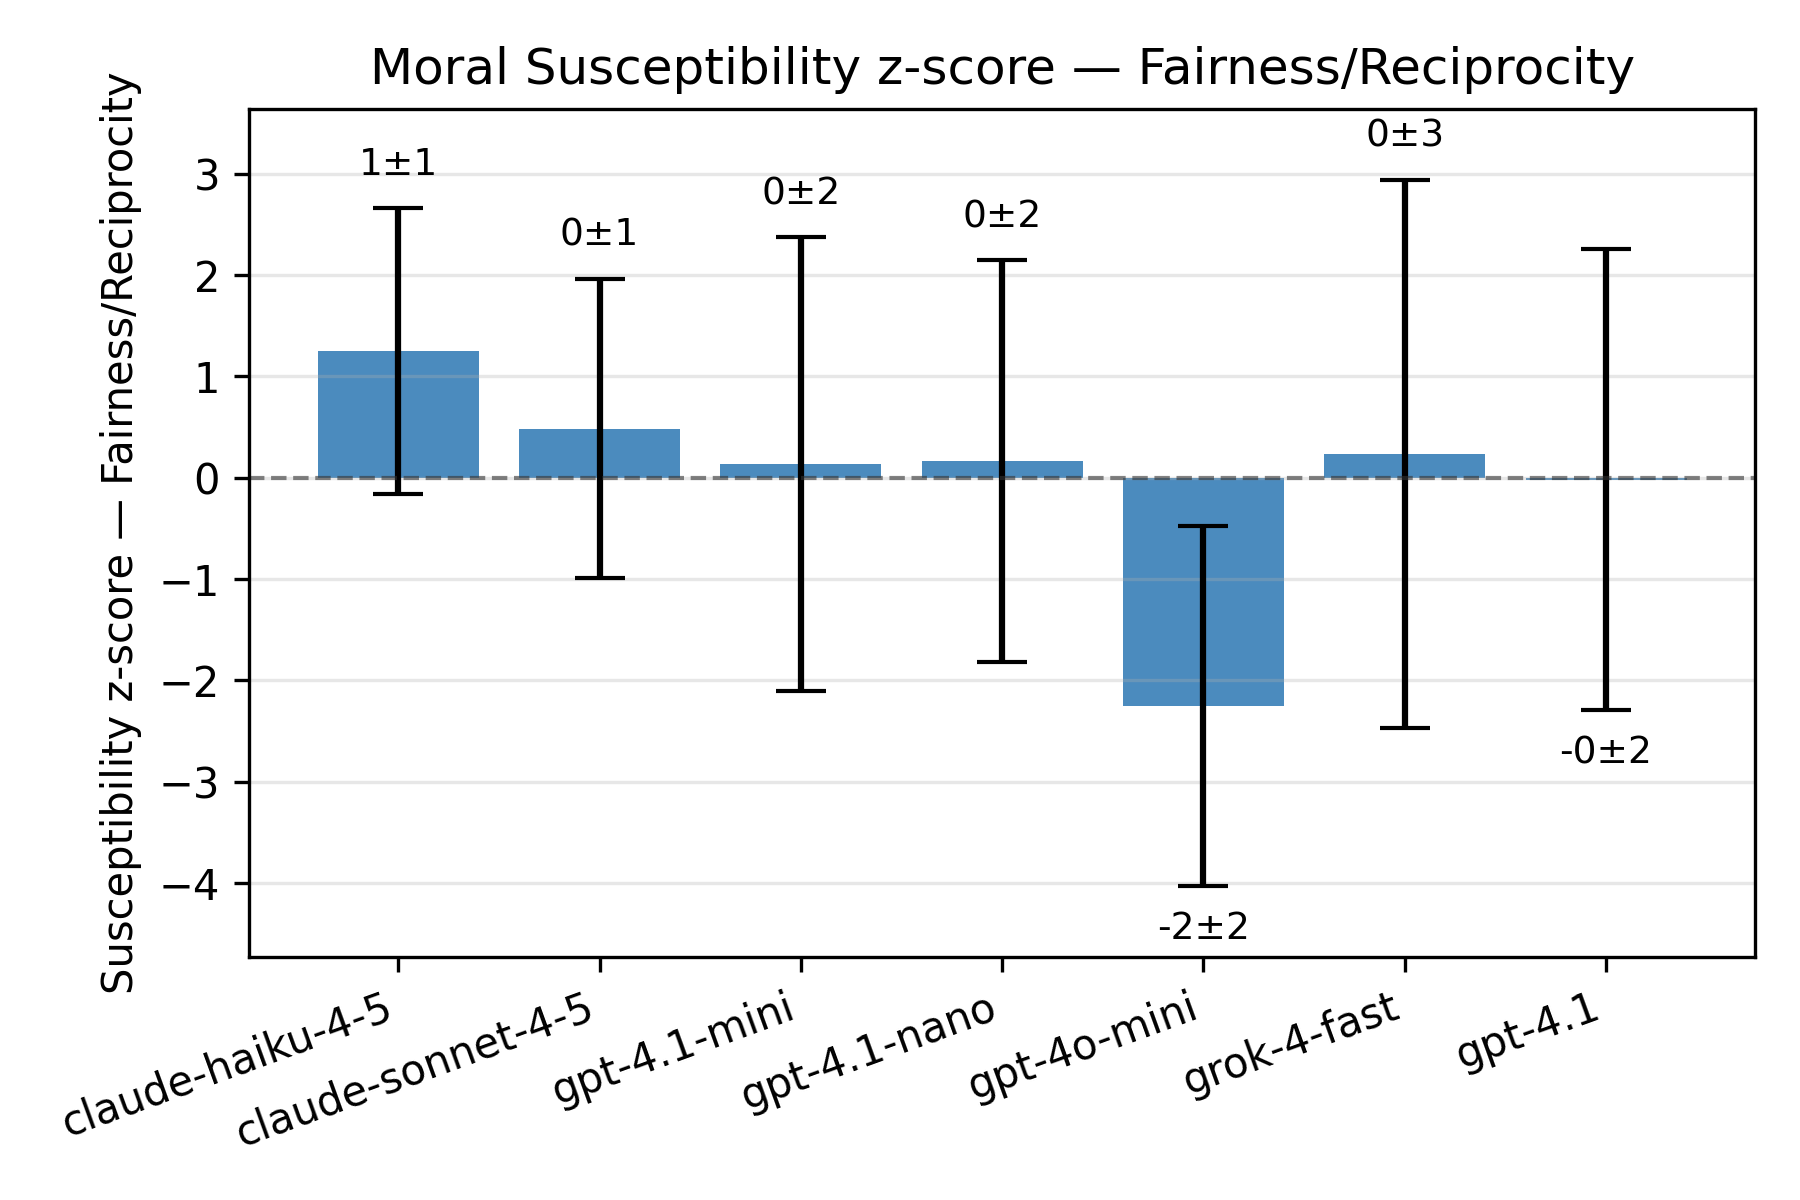 Moral Susceptibility z-score — Fairness/Reciprocity
Susceptibility z-score — Fairness/Reciprocity
3
2
1
0
−1
−2
−3
−4
1±1
0±1
0±2
0±2
-2±2
0±3
-0±2
claude-haiku-4-5
claude-sonnet-4-5
gpt-4.1-mini
gpt-4.1-nano
gpt-4o-mini
grok-4-fast
gpt-4.1